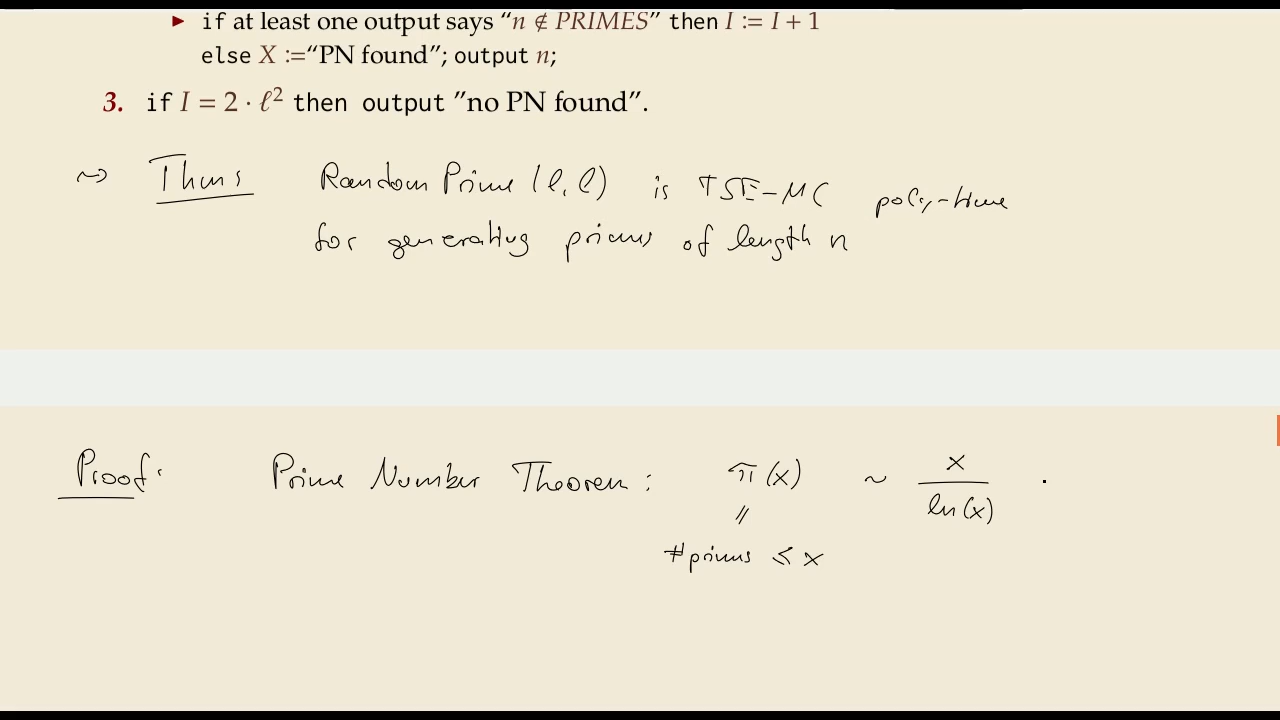 ▶ if at least one output says “n ∉ PRIMES” then I := I + 1
else X :=“PN found”; output n;
3. if I = 2 · ℓ² then output ”no PN found”.
⇝ Thus Random Prime (ℓ, ℓ) is TSE-MC poly-time
for generating primes of length n
Proof: Prime Number Theorem: π(x) ~ x / ln(x) .
=
#primes ≤ x